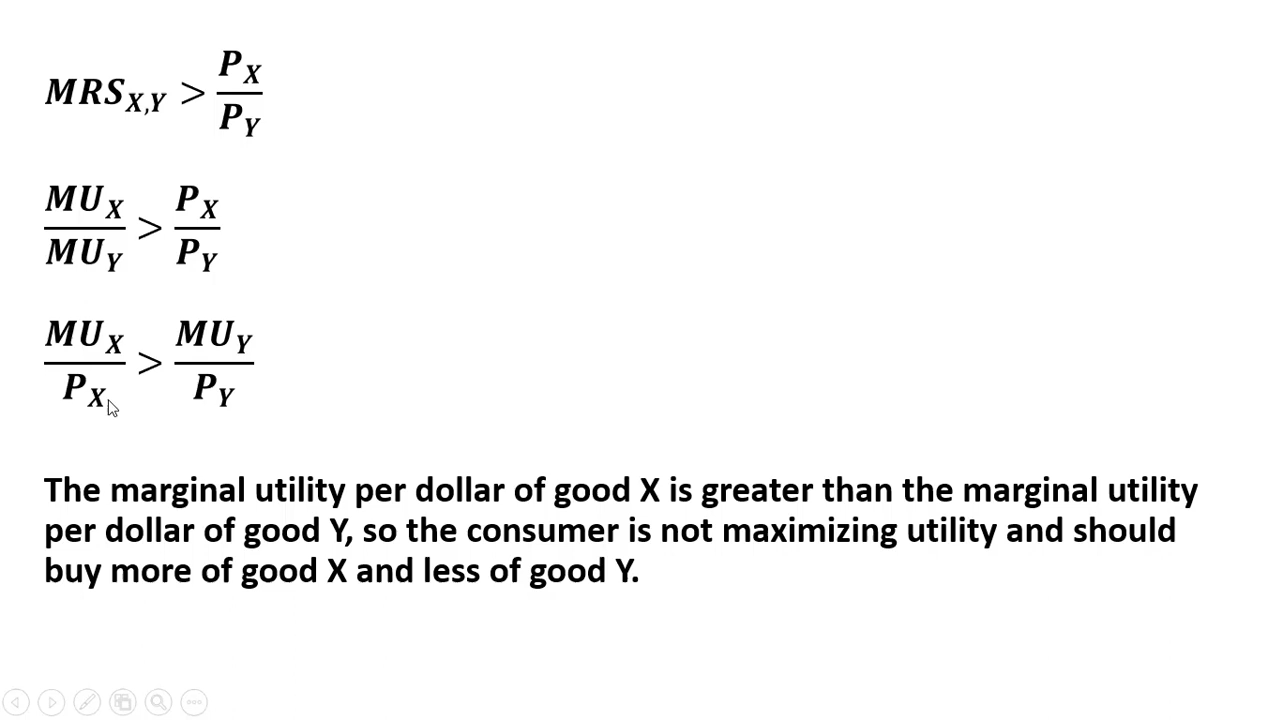 MRS_{X,Y} > P_X / P_Y
MU_X / MU_Y > P_X / P_Y
MU_X / P_X > MU_Y / P_Y
The marginal utility per dollar of good X is greater than the marginal utility
per dollar of good Y, so the consumer is not maximizing utility and should
buy more of good X and less of good Y.